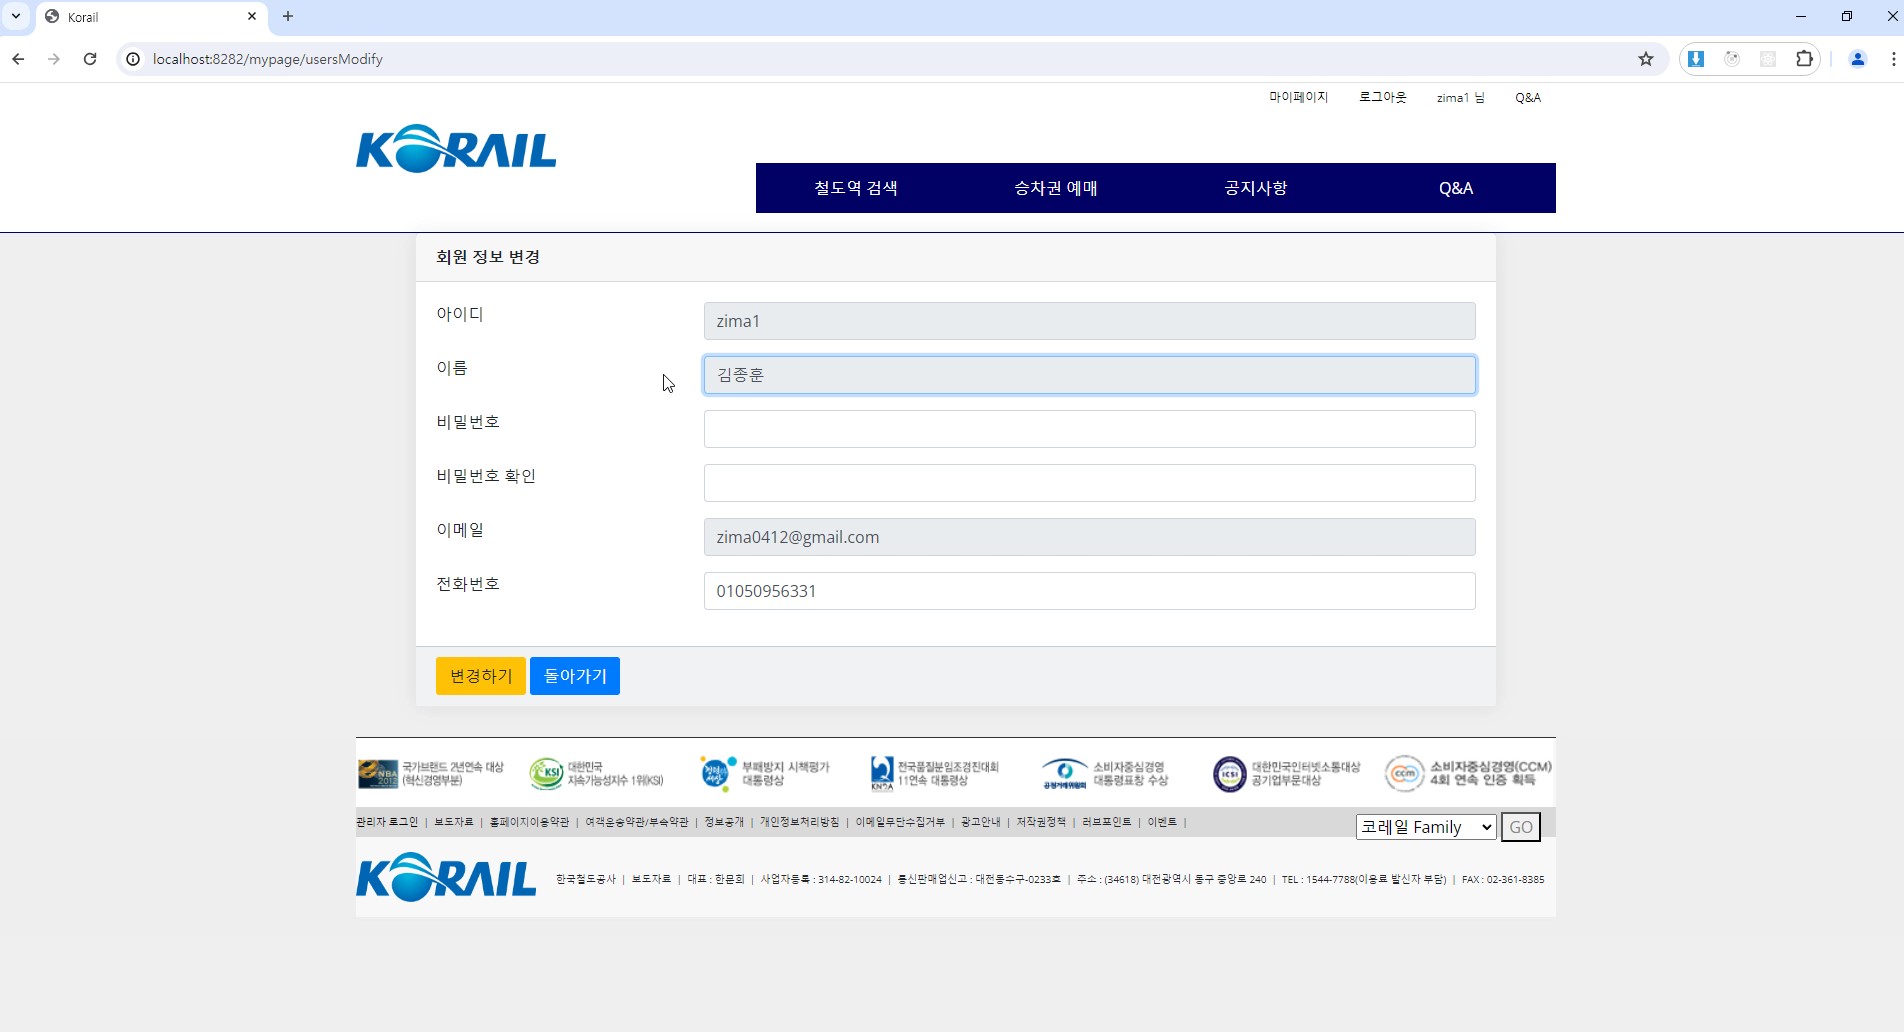 Korail
localhost:8282/mypage/usersModify
마이페이지 로그아웃 zima1 님 Q&A
KORAIL
철도역 검색 승차권 예매 공지사항 Q&A
회원 정보 변경
아이디 zima1
이름 김종훈
비밀번호
비밀번호 확인
이메일 zima0412@gmail.com
전화번호 01050956331
변경하기 돌아가기
국가브랜드 2년연속 대상
(혁신경영부문)
KSI 대한민국
지속가능성지수 1위(KSI)
부패방지 시책평가
대통령상
전국품질분임조경진대회
11연속 대통령상
공정거래위원회 소비자중심경영
대통령표창 수상
ICSI 대한민국인터넷소통대상
공기업부문대상
ccm 소비자중심경영(CCM)
4회 연속 인증 획득
관리자 로그인 | 보도자료 | 홈페이지이용약관 | 여객운송약관/부속약관 | 정보공개 | 개인정보처리방침 | 이메일무단수집거부 | 광고안내 | 저작권정책 | 러브포인트 | 이벤트 |
코레일 Family GO
KORAIL
한국철도공사 | 보도자료 | 대표 : 한문희 | 사업자등록 : 314-82-10024 | 통신판매업신고 : 대전동수구-0233호 | 주소 : (34618) 대전광역시 동구 중앙로 240 | TEL : 1544-7788(이용료 발신자 부담) | FAX : 02-361-8385